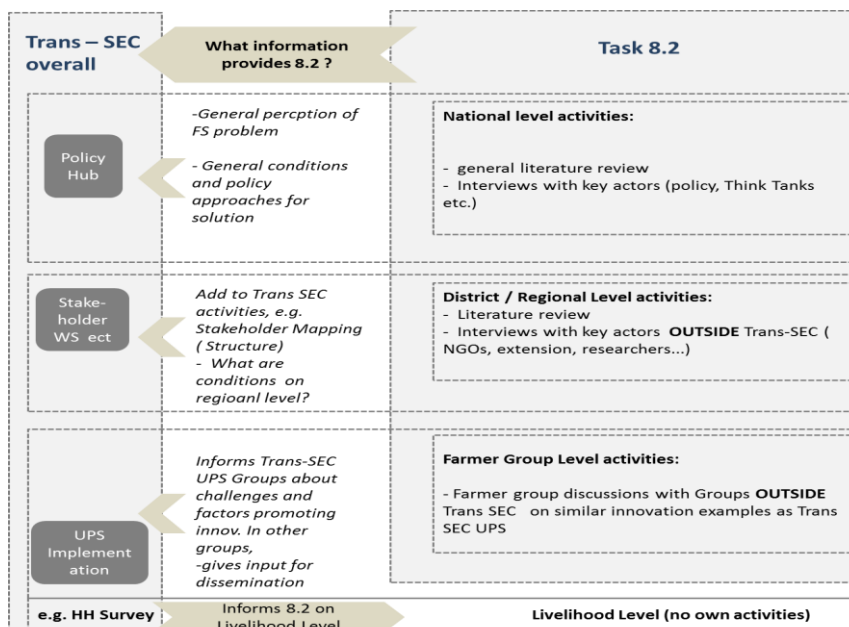 Trans – SEC
overall
What information
provides 8.2 ?
Task 8.2
Policy
Hub
-General perception of
FS problem
- General conditions
and policy
approaches for
solution
National level activities:
- general literature review
- Interviews with key actors (policy, Think Tanks
etc.)
Stake-
holder
WS ect
Add to Trans SEC
activities, e.g.
Stakeholder Mapping
( Structure)
- What are
conditions on
regioanl level?
District / Regional Level activities:
- Literature review
- Interviews with key actors OUTSIDE Trans-SEC (
NGOs, extension, researchers...)
UPS
Implement
ation
Informs Trans-SEC
UPS Groups about
challenges and
factors promoting
innov. In other
groups,
-gives input for
dissemination
Farmer Group Level activities:
- Farmer group discussions with Groups OUTSIDE
Trans SEC on similar innovation examples as Trans
SEC UPS
e.g. HH Survey
Informs 8.2 on
Livelihood Level
Livelihood Level (no own activities)